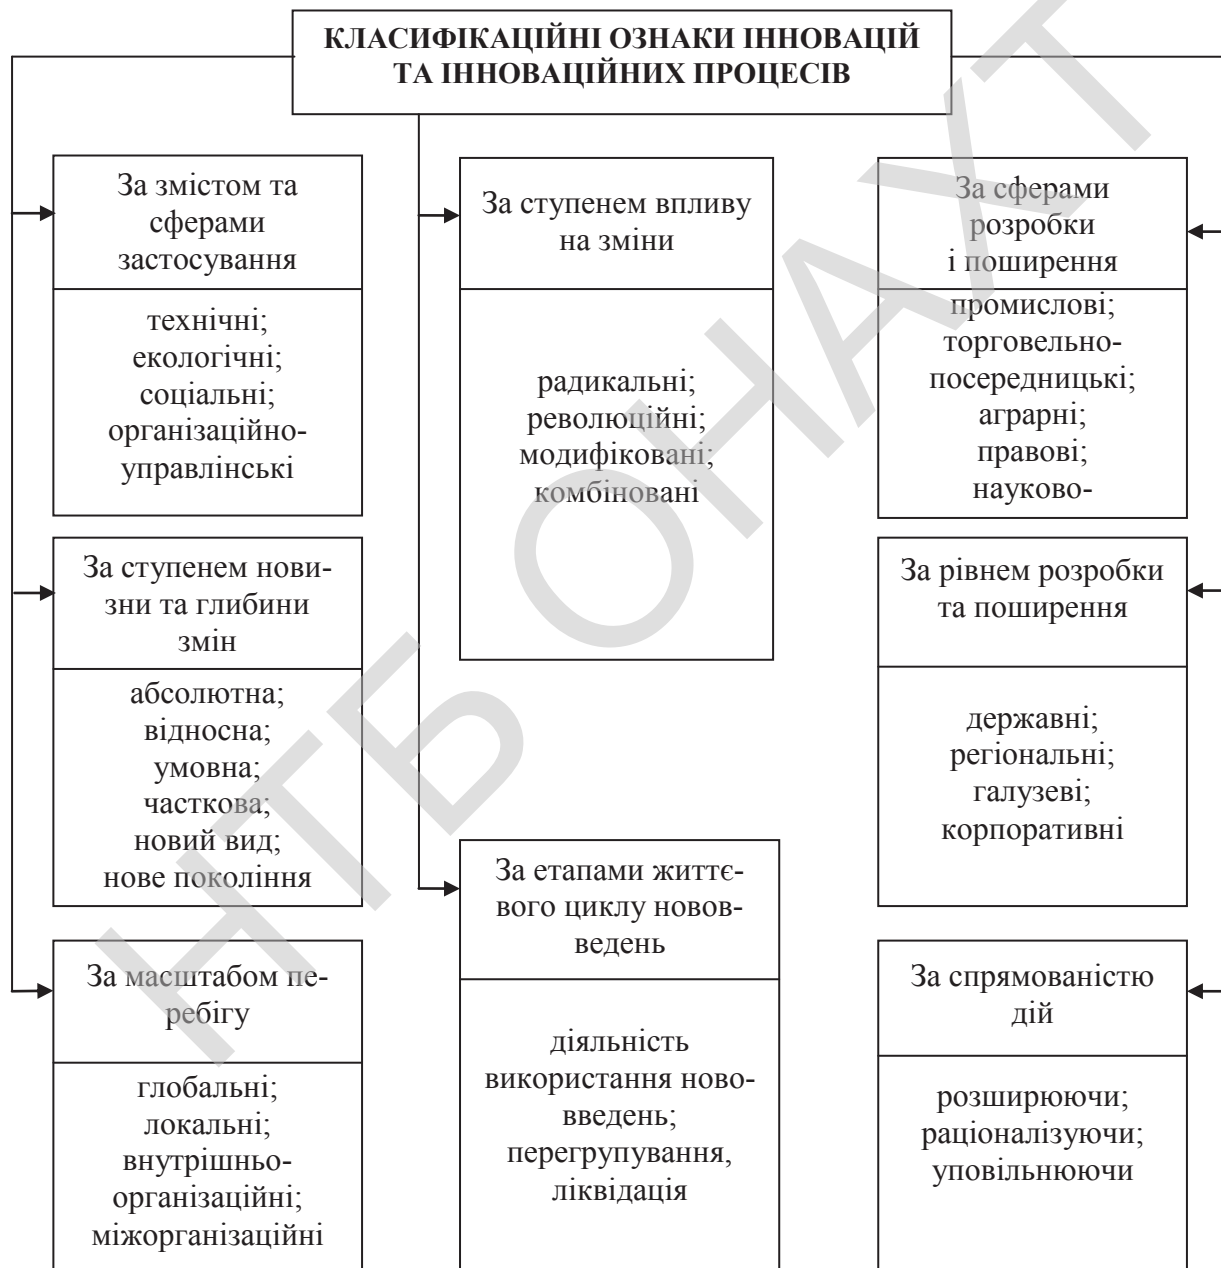 КЛАСИФІКАЦІЙНІ ОЗНАКИ ІННОВАЦІЙ
ТА ІННОВАЦІЙНИХ ПРОЦЕСІВ
За змістом та
сферами
застосування
технічні;
екологічні;
соціальні;
організаційно-
управлінські
За ступенем нови-
зни та глибини
змін
абсолютна;
відносна;
умовна;
часткова;
новий вид;
нове покоління
За масштабом пе-
ребігу
глобальні;
локальні;
внутрішньо-
організаційні;
міжорганізаційні
За ступенем впливу
на зміни
радикальні;
революційні;
модифіковані;
комбіновані
За етапами життє-
вого циклу новов-
ведень
діяльність
використання ново-
введень;
перегрупування,
ліквідація
За сферами
розробки
і поширення
промислові;
торговельно-
посередницькі;
аграрні;
правові;
науково-
За рівнем розробки
та поширення
державні;
регіональні;
галузеві;
корпоративні
За спрямованістю
дій
розширюючи;
раціоналізуючи;
уповільнюючи
НТБ ОНАХТ